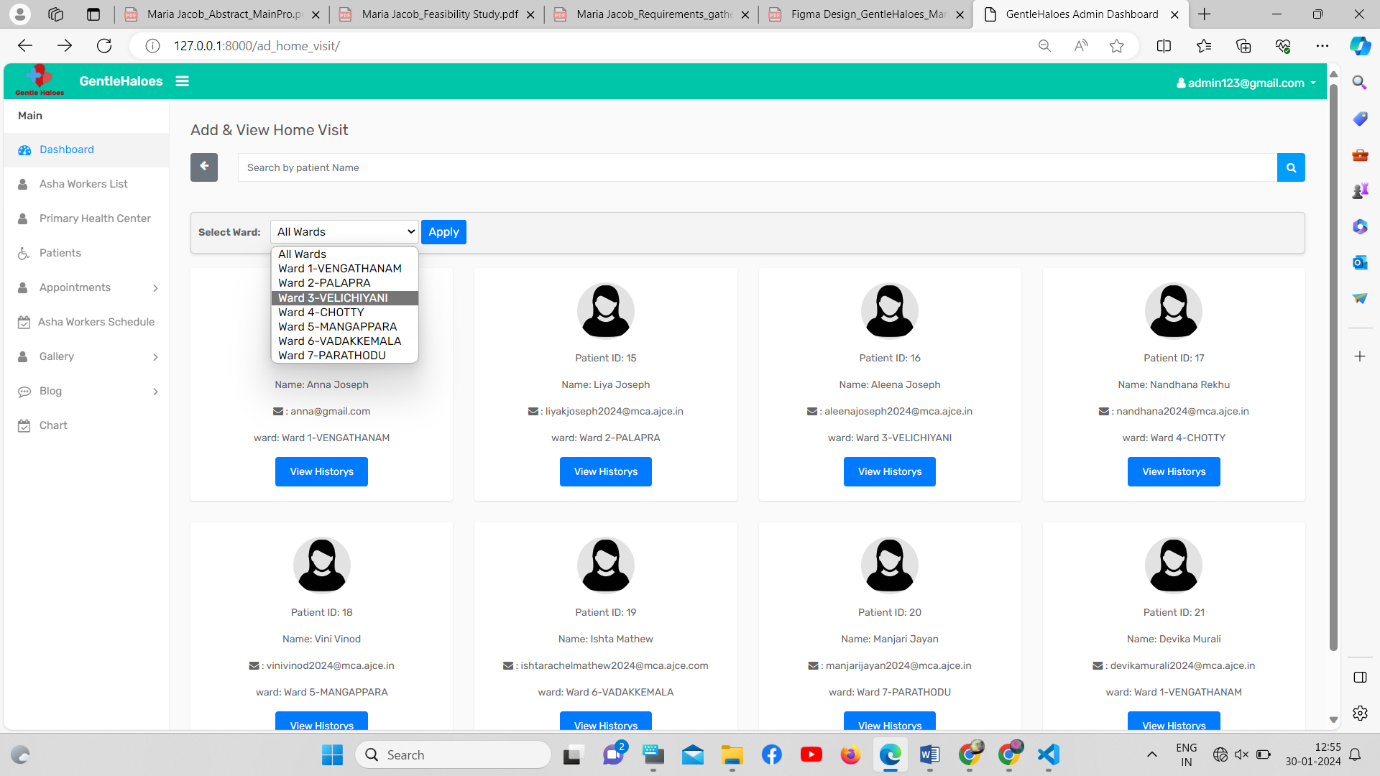 Maria Jacob_Abstract_MainPro.p
Maria Jacob_Feasibility Study.pdf
Maria Jacob_Requirements_gathe
Figma Design_GentleHaloes_Mar
GentleHaloes Admin Dashboard
127.0.0.1:8000/ad_home_visit/
Gentle Haloes
GentleHaloes
admin123@gmail.com
Main
Dashboard
Asha Workers List
Primary Health Center
Patients
Appointments
Asha Workers Schedule
Gallery
Blog
Chart
Add & View Home Visit
Search by patient Name
Select Ward:
All Wards
Apply
All Wards
Ward 1-VENGATHANAM
Ward 2-PALAPRA
Ward 3-VELICHIYANI
Ward 4-CHOTTY
Ward 5-MANGAPPARA
Ward 6-VADAKKEMALA
Ward 7-PARATHODU
Name: Anna Joseph
: anna@gmail.com
ward: Ward 1-VENGATHANAM
View Historys
Patient ID: 15
Name: Liya Joseph
: liyakjoseph2024@mca.ajce.in
ward: Ward 2-PALAPRA
View Historys
Patient ID: 16
Name: Aleena Joseph
: aleenajoseph2024@mca.ajce.in
ward: Ward 3-VELICHIYANI
View Historys
Patient ID: 17
Name: Nandhana Rekhu
: nandhana2024@mca.ajce.in
ward: Ward 4-CHOTTY
View Historys
Patient ID: 18
Name: Vini Vinod
: vinivinod2024@mca.ajce.in
ward: Ward 5-MANGAPPARA
View Historys
Patient ID: 19
Name: Ishta Mathew
: ishtarachelmathew2024@mca.ajce.com
ward: Ward 6-VADAKKEMALA
View Historys
Patient ID: 20
Name: Manjari Jayan
: manjarijayan2024@mca.ajce.in
ward: Ward 7-PARATHODU
View Historys
Patient ID: 21
Name: Devika Murali
: devikamurali2024@mca.ajce.in
ward: Ward 1-VENGATHANAM
View Historys
Search
2
ENG
IN
12:55
30-01-2024